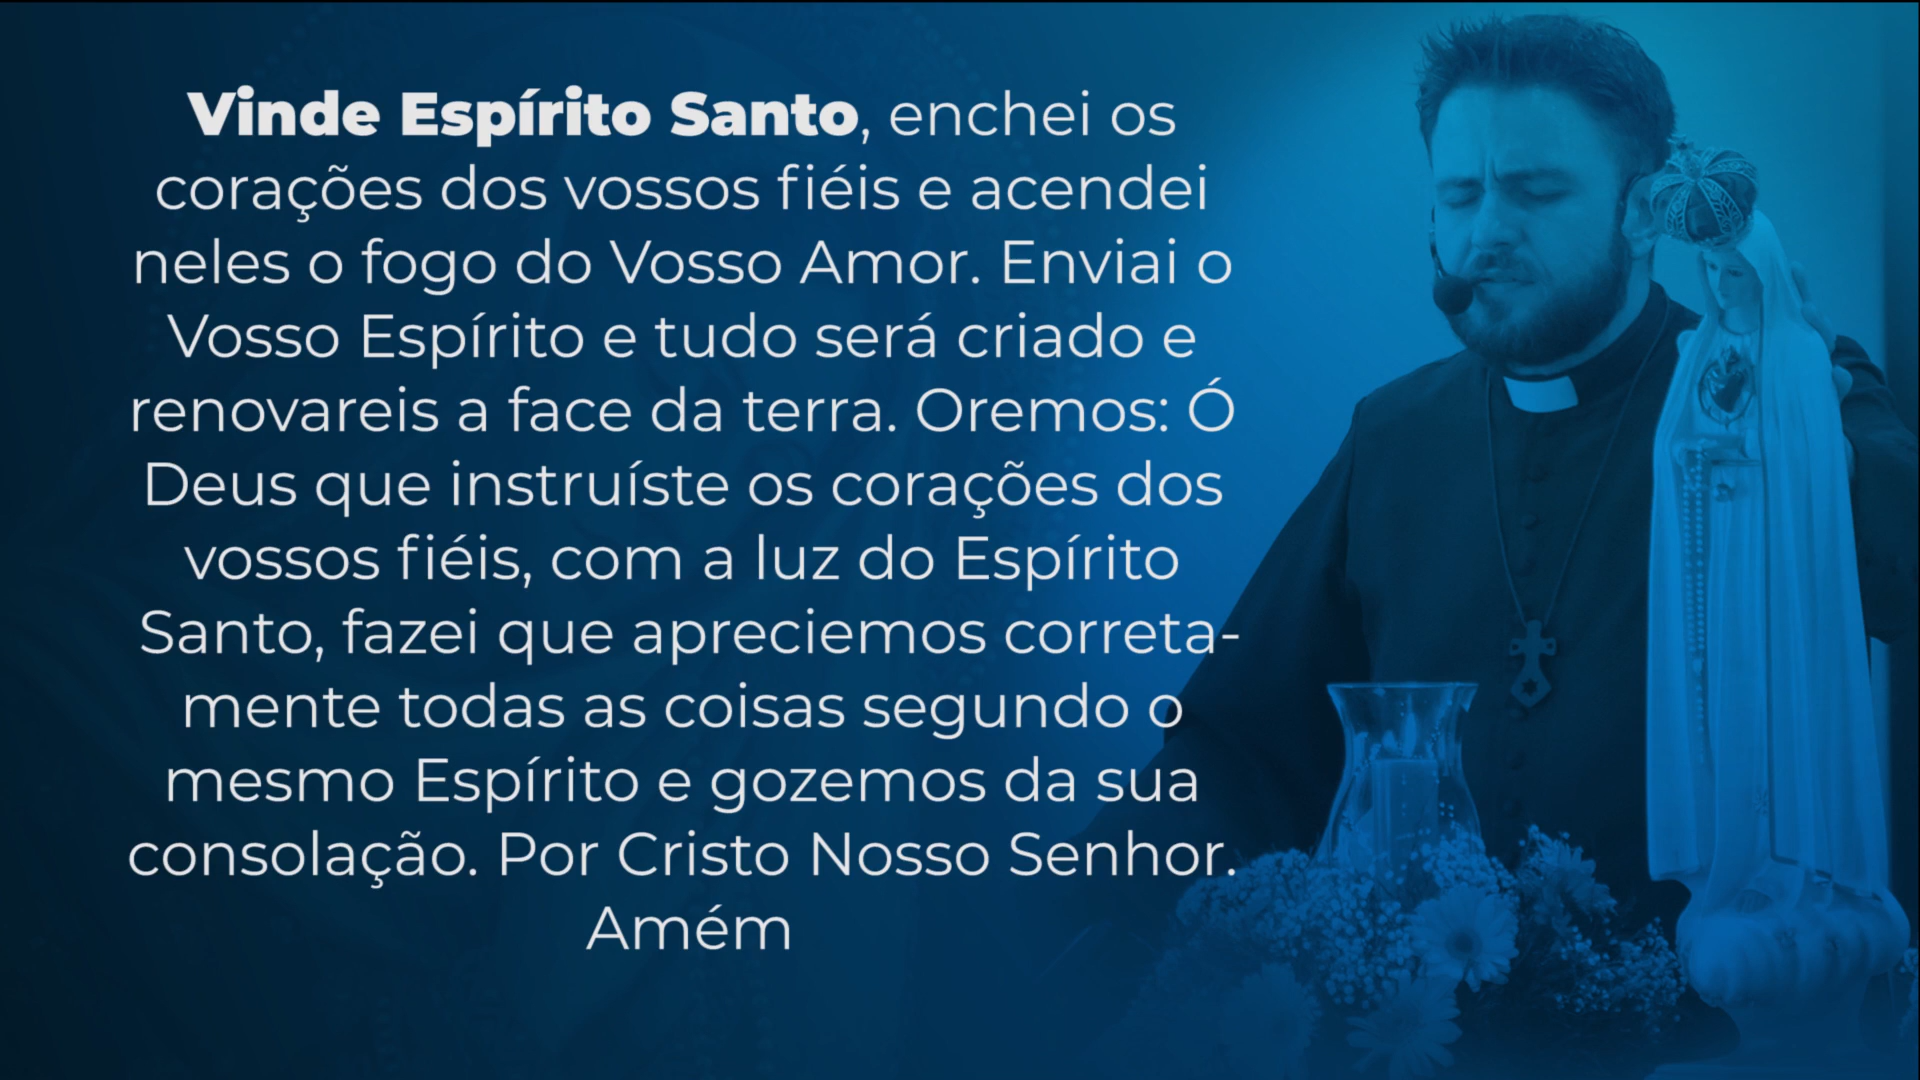 Vinde Espírito Santo, enchei os
corações dos vossos fiéis e acendei
neles o fogo do Vosso Amor. Enviai o
Vosso Espírito e tudo será criado e
renovareis a face da terra. Oremos: Ó
Deus que instruíste os corações dos
vossos fiéis, com a luz do Espírito
Santo, fazei que apreciemos correta-
mente todas as coisas segundo o
mesmo Espírito e gozemos da sua
consolação. Por Cristo Nosso Senhor.
Amém